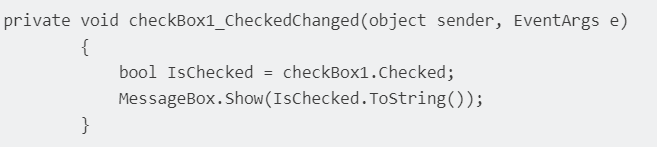 private void checkBox1_CheckedChanged(object sender, EventArgs e)
{
bool IsChecked = checkBox1.Checked;
MessageBox.Show(IsChecked.ToString());
}